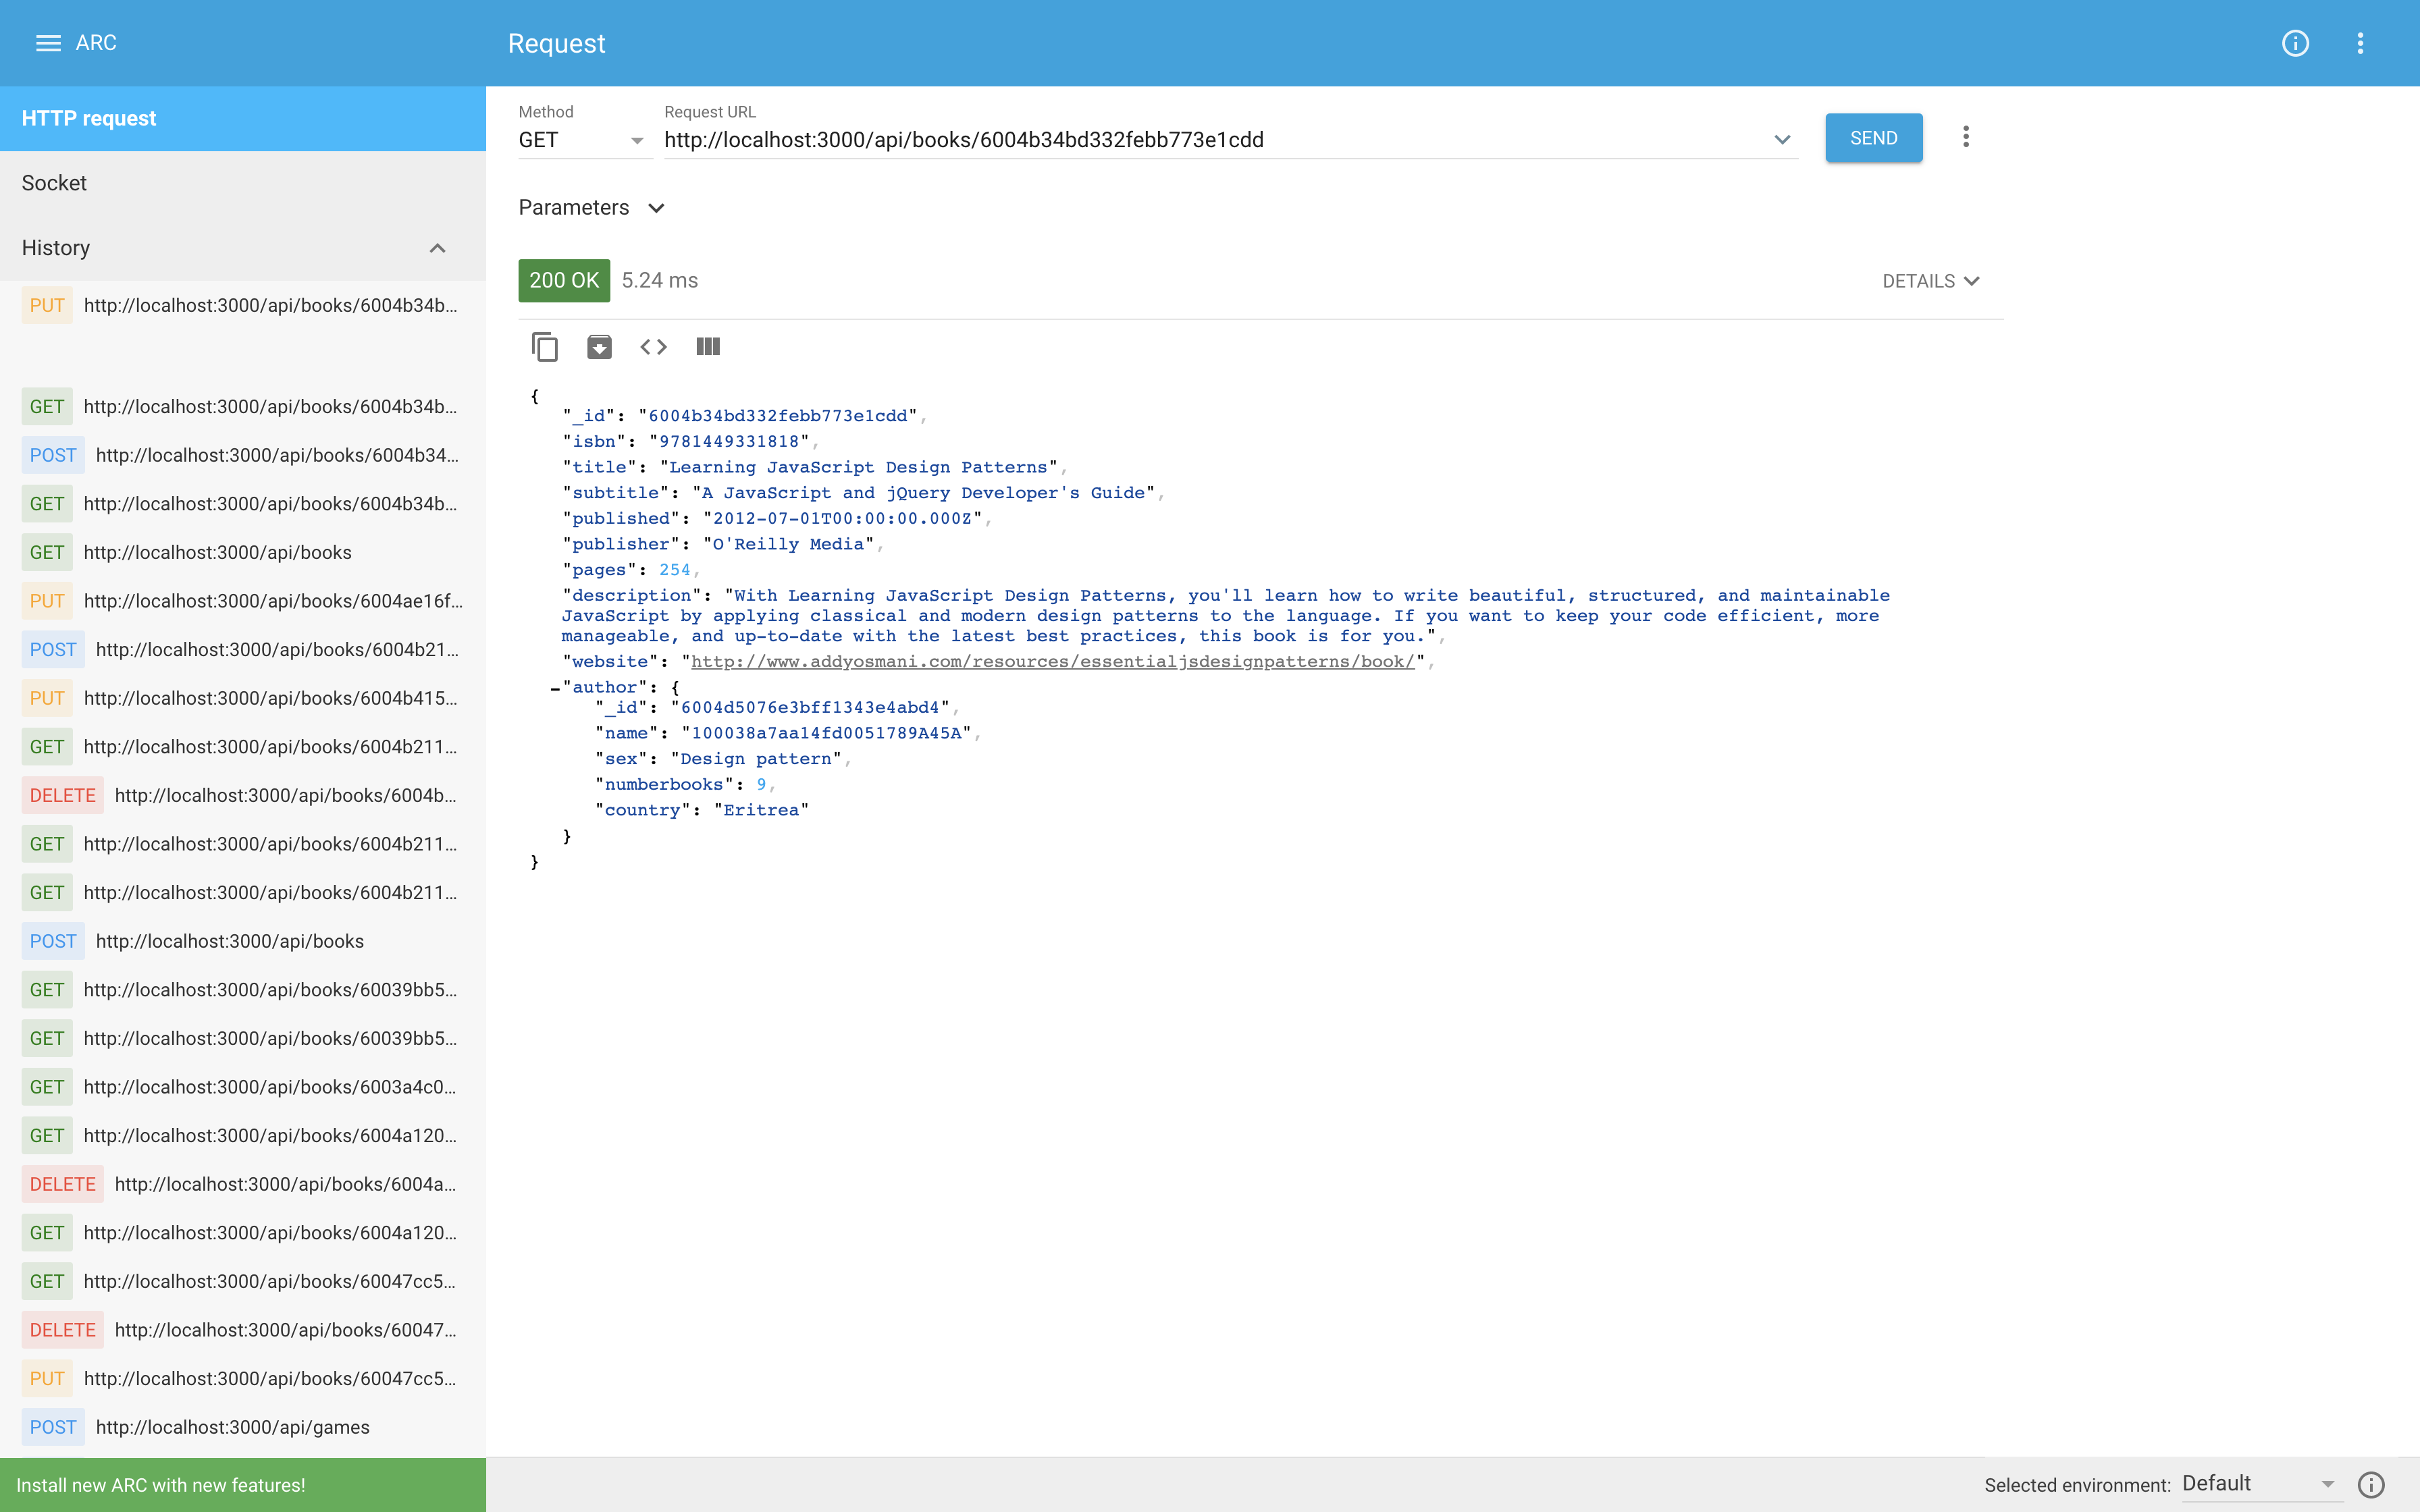 ARC
Request
HTTP request
Socket
History
PUT http://localhost:3000/api/books/6004b34b...
GET http://localhost:3000/api/books/6004b34b...
POST http://localhost:3000/api/books/6004b34...
GET http://localhost:3000/api/books/6004b34b...
GET http://localhost:3000/api/books
PUT http://localhost:3000/api/books/6004ae16f...
POST http://localhost:3000/api/books/6004b21...
PUT http://localhost:3000/api/books/6004b415...
GET http://localhost:3000/api/books/6004b211...
DELETE http://localhost:3000/api/books/6004b...
GET http://localhost:3000/api/books/6004b211...
GET http://localhost:3000/api/books/6004b211...
POST http://localhost:3000/api/books
GET http://localhost:3000/api/books/60039bb5...
GET http://localhost:3000/api/books/60039bb5...
GET http://localhost:3000/api/books/6003a4c0...
GET http://localhost:3000/api/books/6004a120...
DELETE http://localhost:3000/api/books/6004a...
GET http://localhost:3000/api/books/6004a120...
GET http://localhost:3000/api/books/60047cc5...
DELETE http://localhost:3000/api/books/60047...
PUT http://localhost:3000/api/books/60047cc5...
POST http://localhost:3000/api/games
Install new ARC with new features!
Method
GET
Request URL
http://localhost:3000/api/books/6004b34bd332febb773e1cdd
SEND
Parameters
200 OK 5.24 ms
DETAILS
{
"_id": "6004b34bd332febb773e1cdd",
"isbn": "9781449331818",
"title": "Learning JavaScript Design Patterns",
"subtitle": "A JavaScript and jQuery Developer's Guide",
"published": "2012-07-01T00:00:00.000Z",
"publisher": "O'Reilly Media",
"pages": 254,
"description": "With Learning JavaScript Design Patterns, you'll learn how to write beautiful, structured, and maintainable
JavaScript by applying classical and modern design patterns to the language. If you want to keep your code efficient, more
manageable, and up-to-date with the latest best practices, this book is for you.",
"website": "http://www.addyosmani.com/resources/essentialjsdesignpatterns/book/",
-"author": {
"_id": "6004d5076e3bff1343e4abd4",
"name": "100038a7aa14fd0051789A45A",
"sex": "Design pattern",
"numberbooks": 9,
"country": "Eritrea"
}
}
Selected environment: Default